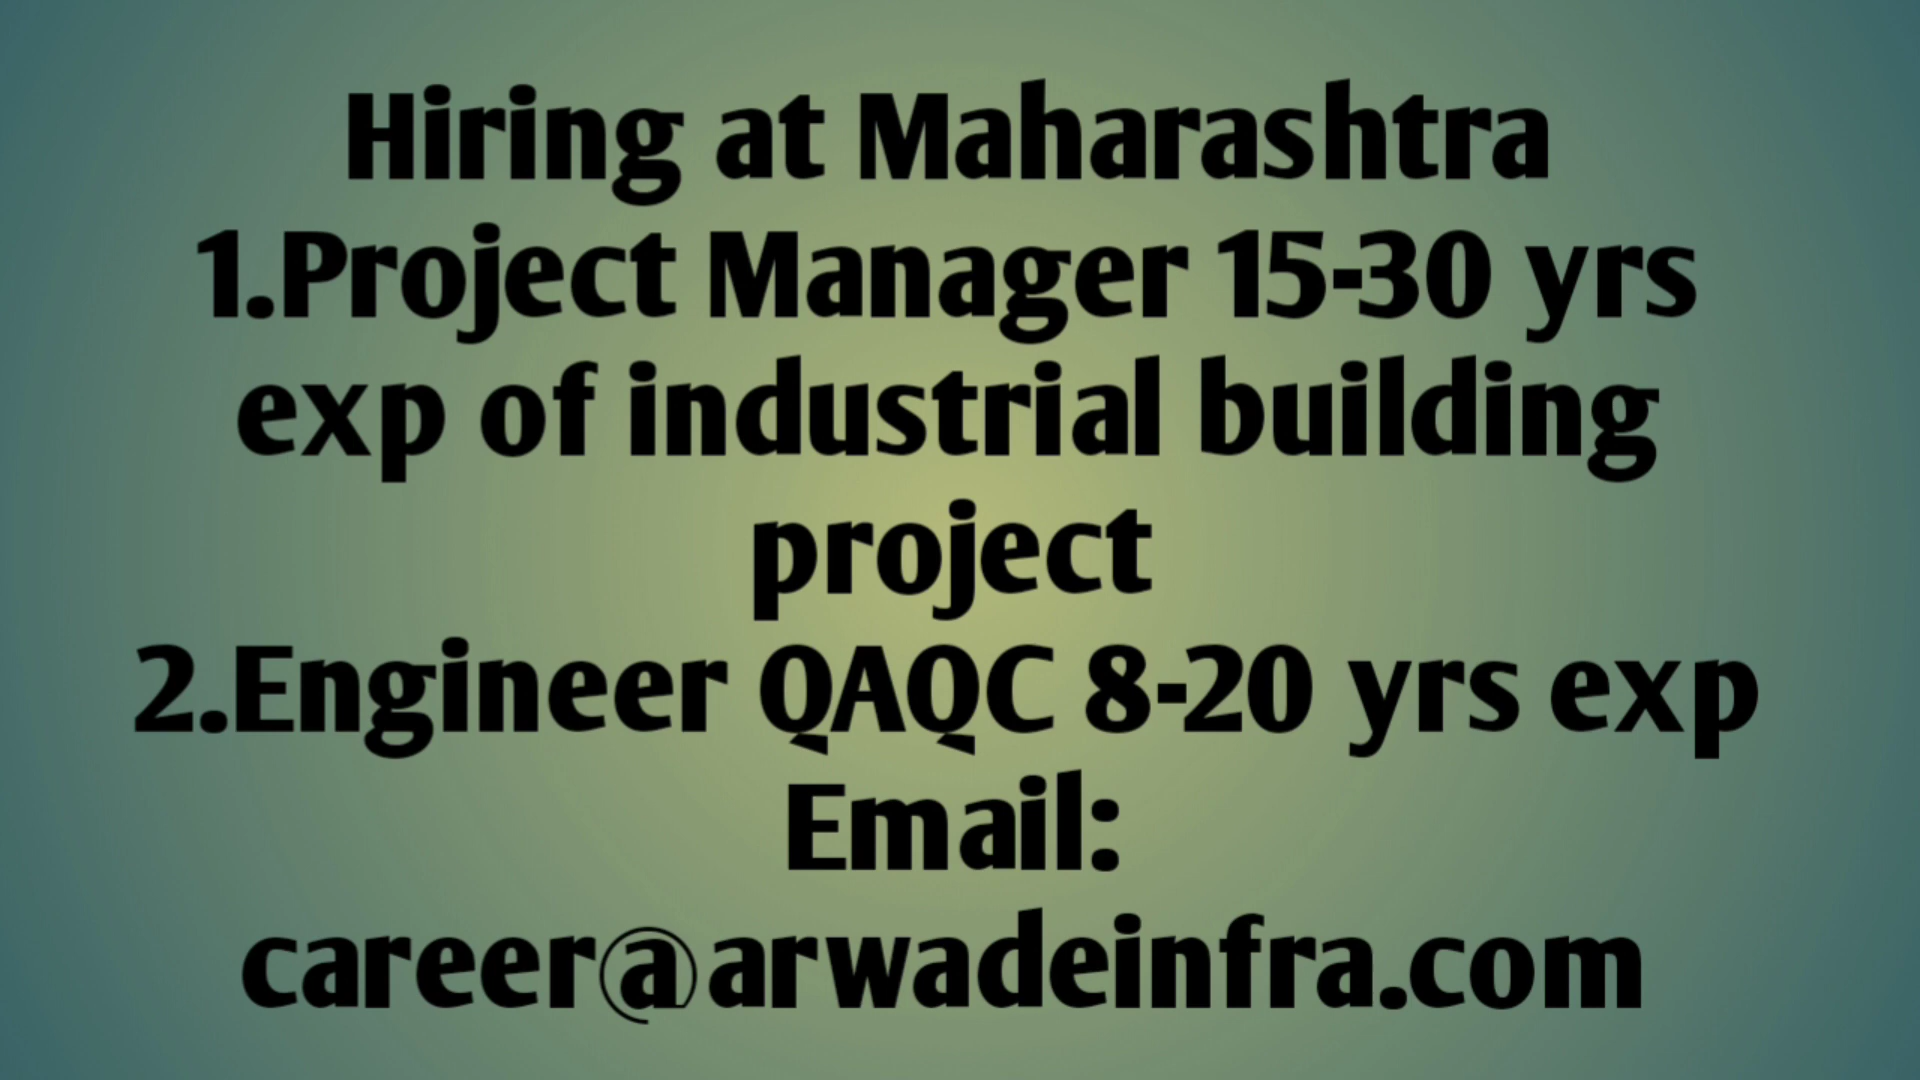 Hiring at Maharashtra
1.Project Manager 15-30 yrs
exp of industrial building
project
2.Engineer QAQC 8-20 yrs exp
Email:
career@arwadeinfra.com